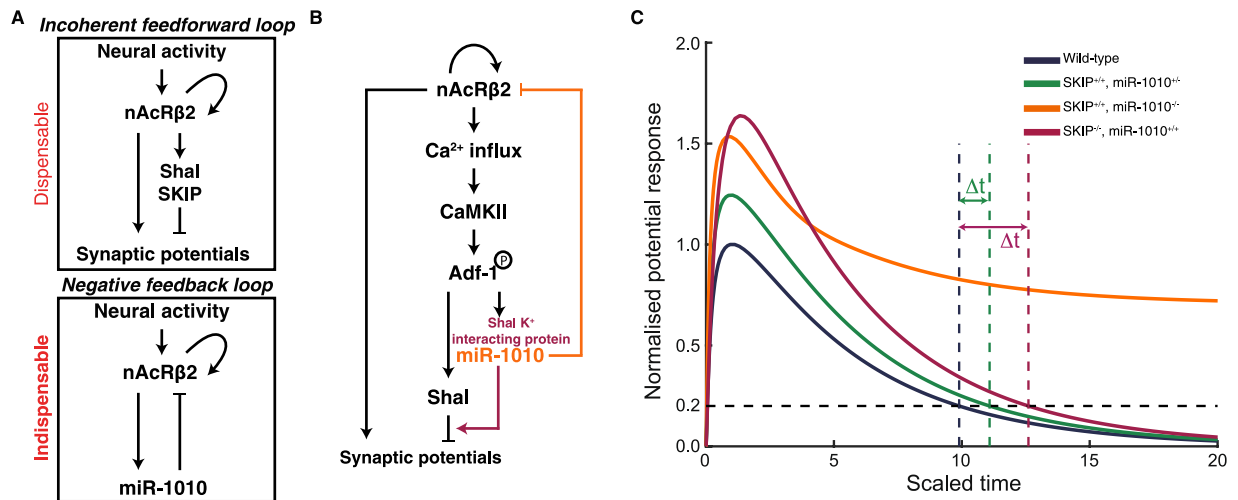 A
Incoherent feedforward loop
Neural activity
nAcRβ2
Shal
SKIP
Synaptic potentials
Dispensable
Negative feedback loop
Neural activity
nAcRβ2
miR-1010
Indispensable
B
nAcRβ2
Ca²⁺ influx
CaMKII
Adf-1 P
Shal K⁺
interacting protein
miR-1010
Shal
Synaptic potentials
C
Normalised potential response
2.0
1.5
1.0
0.5
0.2
0.0
0
5
10
15
20
Scaled time
Wild-type
SKIP⁺/⁺, miR-1010⁺/⁻
SKIP⁺/⁺, miR-1010⁻/⁻
SKIP⁻/⁻, miR-1010⁺/⁺
Δt
Δt